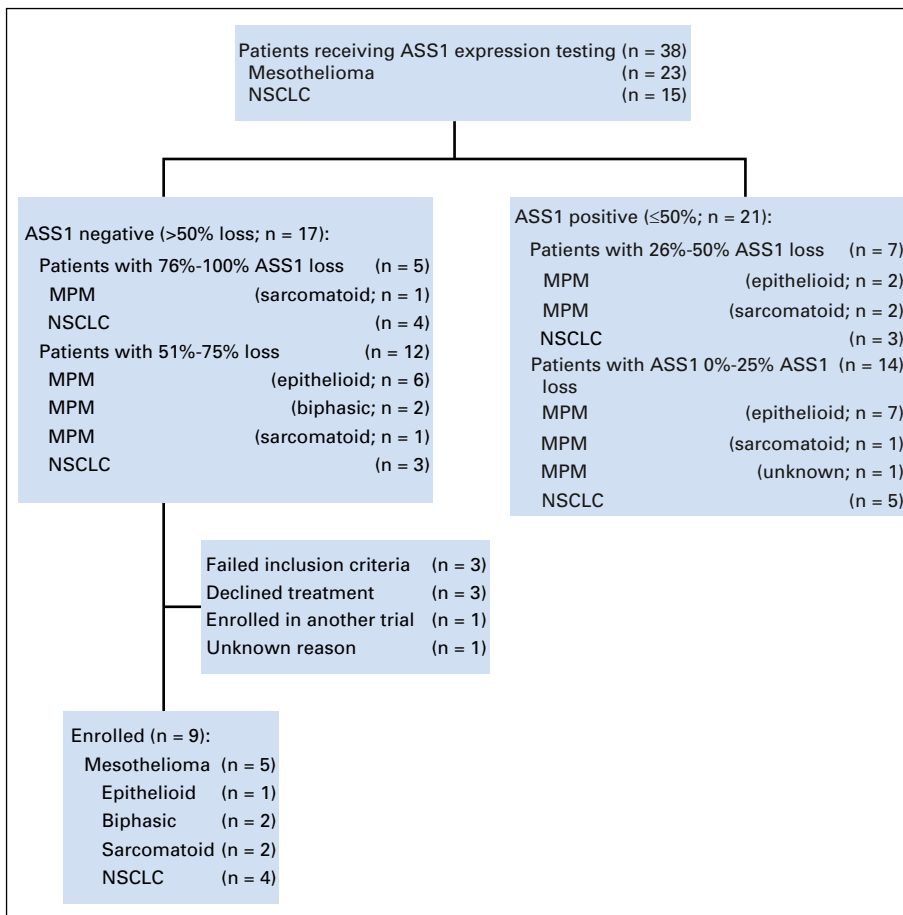 Patients receiving ASS1 expression testing (n = 38)
Mesothelioma (n = 23)
NSCLC (n = 15)
ASS1 negative (>50% loss; n = 17):
Patients with 76%-100% ASS1 loss (n = 5)
MPM (sarcomatoid; n = 1)
NSCLC (n = 4)
Patients with 51%-75% loss (n = 12)
MPM (epithelioid; n = 6)
MPM (biphasic; n = 2)
MPM (sarcomatoid; n = 1)
NSCLC (n = 3)
ASS1 positive (≤50%; n = 21):
Patients with 26%-50% ASS1 loss (n = 7)
MPM (epithelioid; n = 2)
MPM (sarcomatoid; n = 2)
NSCLC (n = 3)
Patients with ASS1 0%-25% ASS1 (n = 14)
loss
MPM (epithelioid; n = 7)
MPM (sarcomatoid; n = 1)
MPM (unknown; n = 1)
NSCLC (n = 5)
Failed inclusion criteria (n = 3)
Declined treatment (n = 3)
Enrolled in another trial (n = 1)
Unknown reason (n = 1)
Enrolled (n = 9):
Mesothelioma (n = 5)
Epithelioid (n = 1)
Biphasic (n = 2)
Sarcomatoid (n = 2)
NSCLC (n = 4)